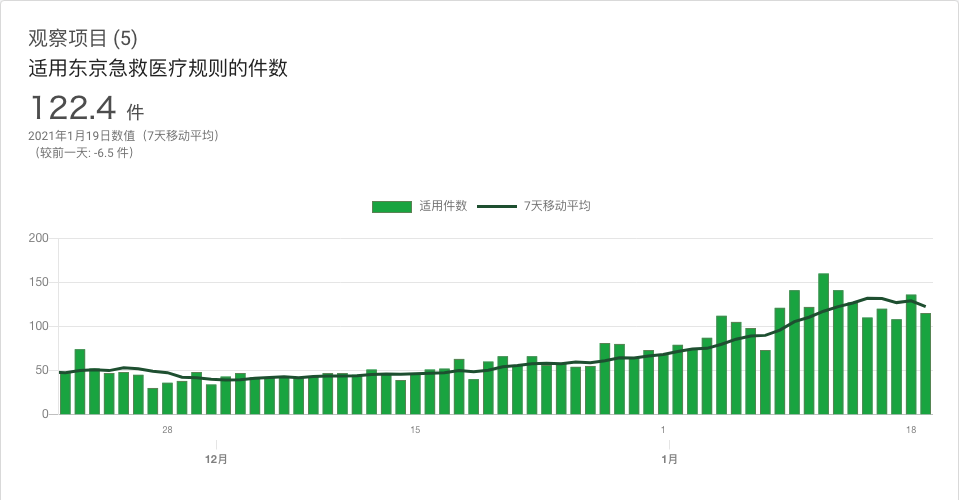 观察项目 (5)
适用东京急救医疗规则的件数
122.4 件
2021年1月19日数值（7天移动平均）
（较前一天: -6.5 件）
适用件数 7天移动平均
200
150
100
50
0
28 15 1 18
12月 1月